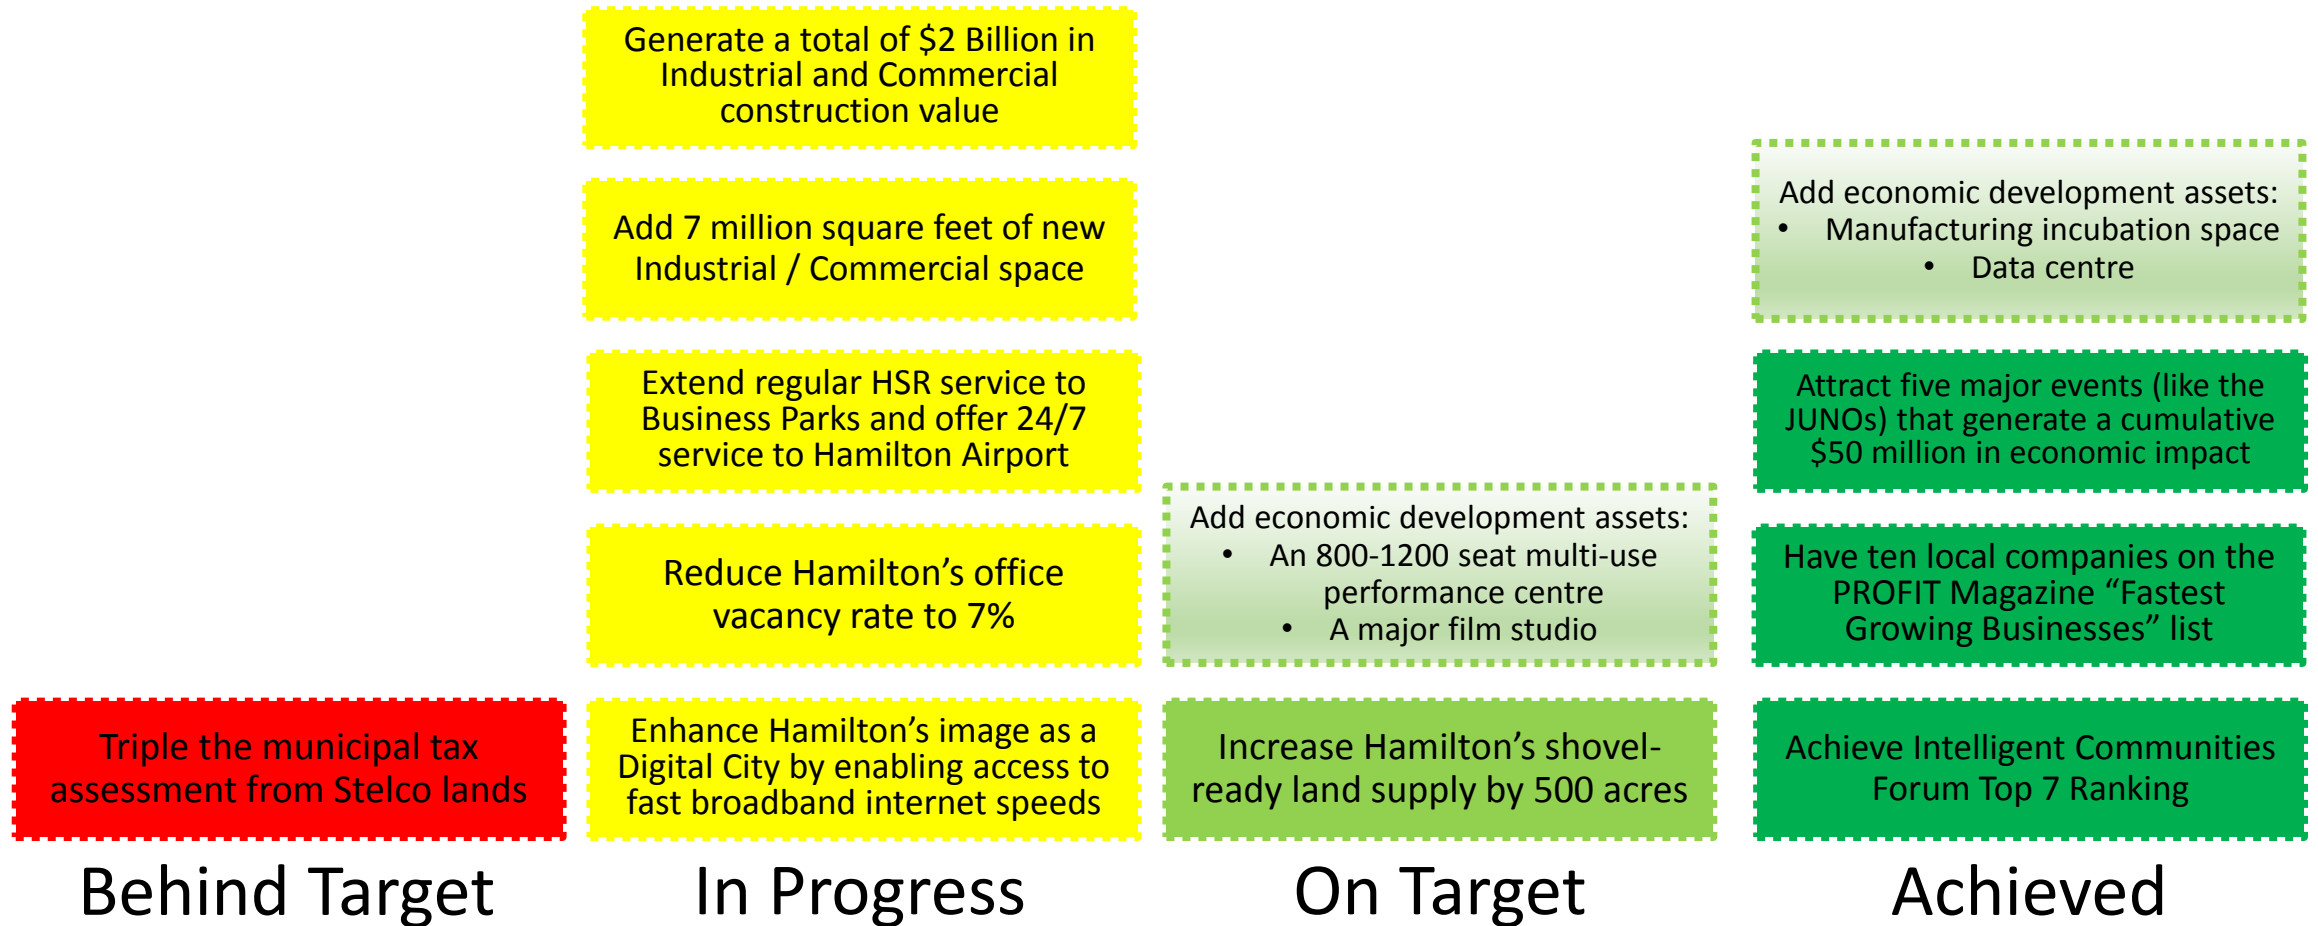 Generate a total of $2 Billion in
Industrial and Commercial
construction value
Add 7 million square feet of new
Industrial / Commercial space
Extend regular HSR service to
Business Parks and offer 24/7
service to Hamilton Airport
Reduce Hamilton’s office
vacancy rate to 7%
Triple the municipal tax
assessment from Stelco lands
Enhance Hamilton’s image as a
Digital City by enabling access to
fast broadband internet speeds
Add economic development assets:
• An 800-1200 seat multi-use
performance centre
• A major film studio
Increase Hamilton’s shovel-
ready land supply by 500 acres
Add economic development assets:
• Manufacturing incubation space
• Data centre
Attract five major events (like the
JUNOs) that generate a cumulative
$50 million in economic impact
Have ten local companies on the
PROFIT Magazine “Fastest
Growing Businesses” list
Achieve Intelligent Communities
Forum Top 7 Ranking
Behind Target
In Progress
On Target
Achieved